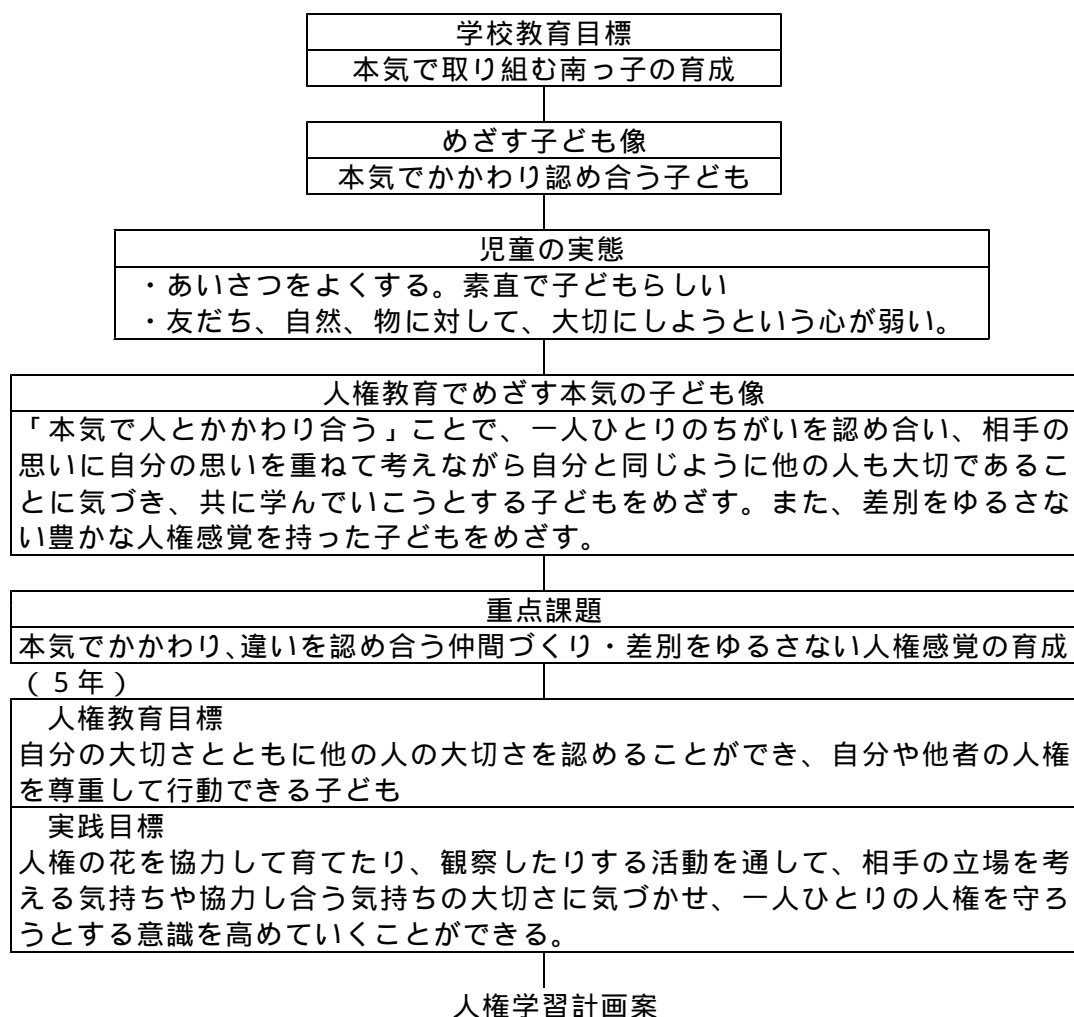 学校教育目標
本気で取り組む南っ子の育成
めざす子ども像
本気でかかわり認め合う子ども
児童の実態
・あいさつをよくする。素直で子どもらしい
・友だち、自然、物に対して、大切にしようという心が弱い。
人権教育でめざす本気の子ども像
「本気で人とかかわり合う」ことで、一人ひとりのちがいを認め合い、相手の
思いに自分の思いを重ねて考えながら自分と同じように他の人も大切であるこ
とに気づき、共に学んでいこうとする子どもをめざす。また、差別をゆるさな
い豊かな人権感覚を持った子どもをめざす。
重点課題
本気でかかわり、違いを認め合う仲間づくり・差別をゆるさない人権感覚の育成
(5年)
人権教育目標
自分の大切さとともに他の人の大切さを認めることができ、自分や他者の人権
を尊重して行動できる子ども
実践目標
人権の花を協力して育てたり、観察したりする活動を通して、相手の立場を考
える気持ちや協力し合う気持ちの大切さに気づかせ、一人ひとりの人権を守ろ
うとする意識を高めていくことができる。
人権学習計画案